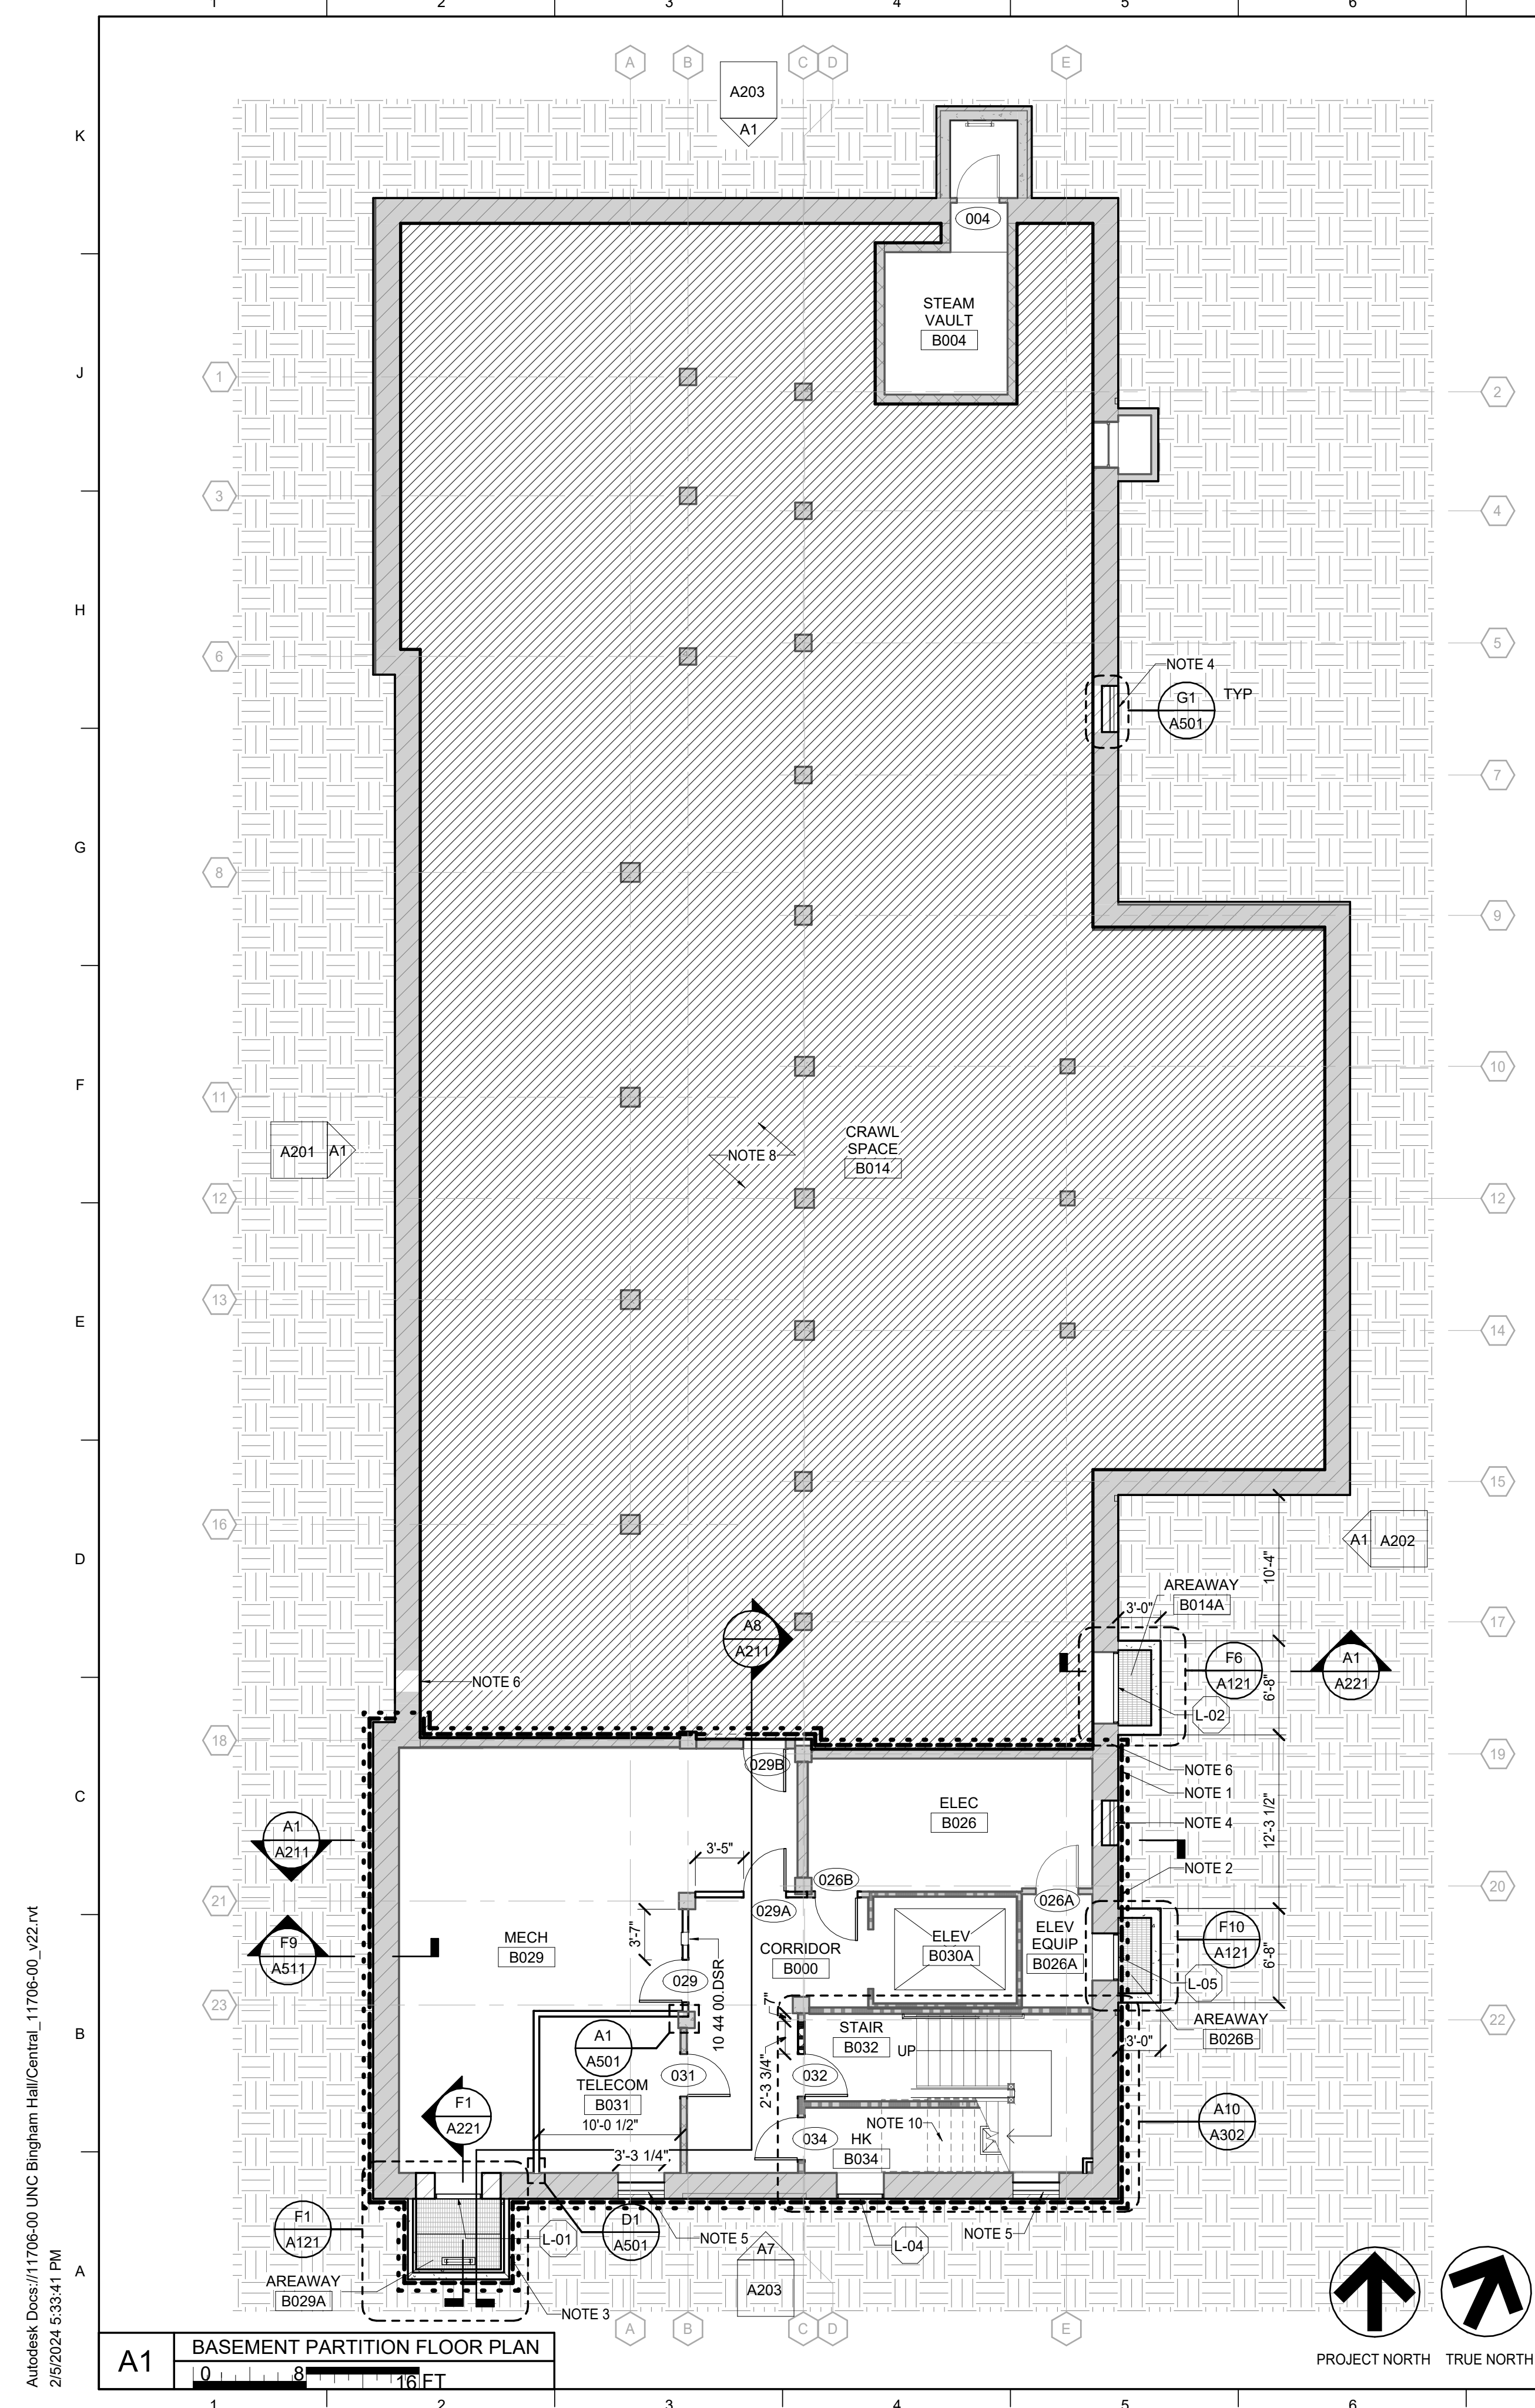 1 2 3 4 5 6
A B C D E
A203
A1
K
004
STEAM
VAULT
B004
J
1
2
3
4
H
5
6
NOTE 4
G1
A501
TYP
7
G
8
9
10
F
11
CRAWL
SPACE
B014
NOTE 8
A201
A1
12
12
13
E
14
15
16
A1
A202
D
10'-4"
AREAWAY
B014A
3'-0"
17
A8
A211
F6
A121
A1
A221
6'-8"
NOTE 6
L-02
18
19
029B
NOTE 6
NOTE 1
C
ELEC
B026
NOTE 4
12'-3 1/2"
A1
A211
3'-5"
NOTE 2
026B
026A
21
20
029A
3'-7"
MECH
B029
ELEV
B030A
ELEV
EQUIP
B026A
CORRIDOR
B000
F10
A121
6'-8"
F9
A511
029
L-05
10 44 00.DSR
23
7"
22
AREAWAY
B026B
3'-0"
B
STAIR
B032
UP
A1
A501
031
032
2'-3 3/4"
TELECOM
B031
10'-0 1/2"
F1
A221
A10
A302
NOTE 10
034
HK
B034
3'-3 1/4"
F1
A121
L-01
D1
A501
NOTE 5
A7
A203
L-04
NOTE 5
A
AREAWAY
B029A
NOTE 3
A B C D E
A1
BASEMENT PARTITION FLOOR PLAN
0 8 16 FT
PROJECT NORTH
TRUE NORTH
1 2 3 4 5 6
Autodesk Docs://11706-00 UNC Bingham Hall/Central_11706-00_v22.rvt
2/5/2024 5:33:41 PM